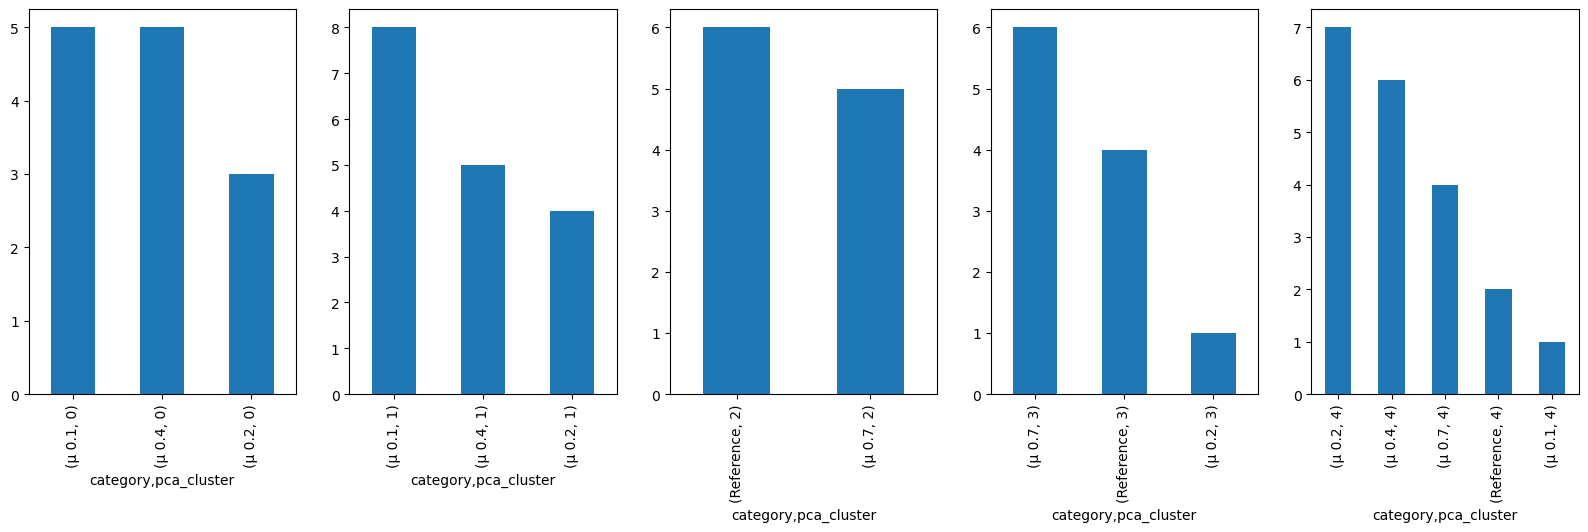 5
4
3
2
1
0
(μ 0.1, 0)
(μ 0.4, 0)
(μ 0.2, 0)
category,pca_cluster
8
7
6
5
4
3
2
1
0
(μ 0.1, 1)
(μ 0.4, 1)
(μ 0.2, 1)
category,pca_cluster
6
5
4
3
2
1
0
(Reference, 2)
(μ 0.7, 2)
category,pca_cluster
6
5
4
3
2
1
0
(μ 0.7, 3)
(Reference, 3)
(μ 0.2, 3)
category,pca_cluster
7
6
5
4
3
2
1
0
(μ 0.2, 4)
(μ 0.4, 4)
(μ 0.7, 4)
(Reference, 4)
(μ 0.1, 4)
category,pca_cluster